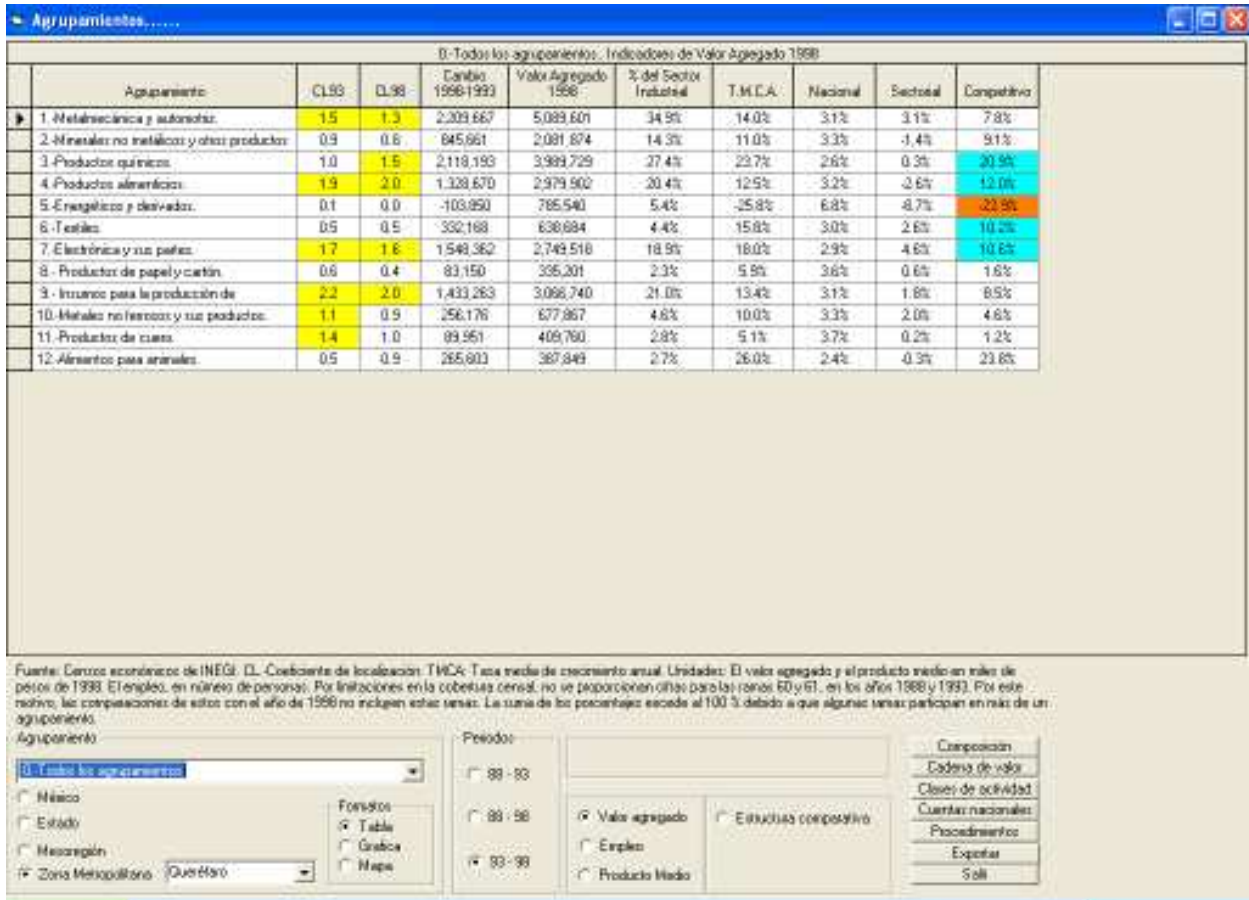 Agrupamientos......
0.-Todos los agrupamientos. Indicadores de Valor Agregado 1998
Agrupamiento CL93 CL98 Cambio 1998-1993 Valor Agregado 1998 % del Sector Industrial T.M.C.A. Nacional Sectorial Competitivo
1.-Metalmecánica y automotriz. 1.5 1.3 2,209,667 5,089,601 34.9% 14.0% 3.1% 3.1% 7.8%
2.-Minerales no metálicos y otros productos 0.9 0.8 845,661 2,081,874 14.3% 11.0% 3.3% -1.4% 9.1%
3.-Productos químicos. 1.0 1.5 2,118,193 3,989,729 27.4% 23.7% 2.6% 0.3% 20.9%
4.-Productos alimenticios. 1.9 2.0 1,328,670 2,979,902 20.4% 12.5% 3.2% -2.6% 12.0%
5.-Energéticos y derivados. 0.1 0.0 -103,850 785,540 5.4% -25.8% 6.8% -8.7% -23.9%
6.-Textiles. 0.5 0.5 332,168 638,684 4.4% 15.8% 3.0% 2.6% 10.2%
7.-Electrónica y sus partes. 1.7 1.6 1,548,362 2,749,518 18.9% 18.0% 2.9% 4.6% 10.6%
8.- Productos de papel y cartón. 0.6 0.4 83,150 335,201 2.3% 5.9% 3.6% 0.6% 1.6%
9.- Insumos para la producción de 2.2 2.0 1,433,263 3,066,740 21.0% 13.4% 3.1% 1.8% 8.5%
10.-Metales no ferrosos y sus productos. 1.1 0.9 256,176 677,867 4.6% 10.0% 3.3% 2.0% 4.6%
11.-Productos de cuero. 1.4 1.0 89,951 409,760 2.8% 5.1% 3.7% 0.2% 1.2%
12.-Alimentos para animales. 0.5 0.9 265,603 387,849 2.7% 26.0% 2.4% -0.3% 23.8%
Fuente: Censos económicos de INEGI. CL.-Coeficiente de localización. TMCA: Tasa media de crecimiento anual. Unidades: El valor agregado y el producto medio en miles de
pesos de 1998. El empleo, en número de personas. Por limitaciones en la cobertura censal, no se proporcionan cifras para las ramas 60 y 61, en los años 1988 y 1993. Por este
motivo, las comparaciones de estos con el año de 1998 no incluyen estas ramas. La suma de los porcentajes excede al 100 % debido a que algunas ramas participan en más de un
agrupamiento.
Agrupamiento
0.-Todos los agrupamientos
México
Estado
Mesoregión
Zona Metropolitana Querétaro
Formatos
Tabla
Grafica
Mapa
Periodos
88 - 93
88 - 98
93 - 98
Valor agregado
Empleo
Producto Medio
Estructura comparativa
Composición
Cadena de valor
Clases de actividad
Cuentas nacionales
Procedimientos
Exportar
Salir